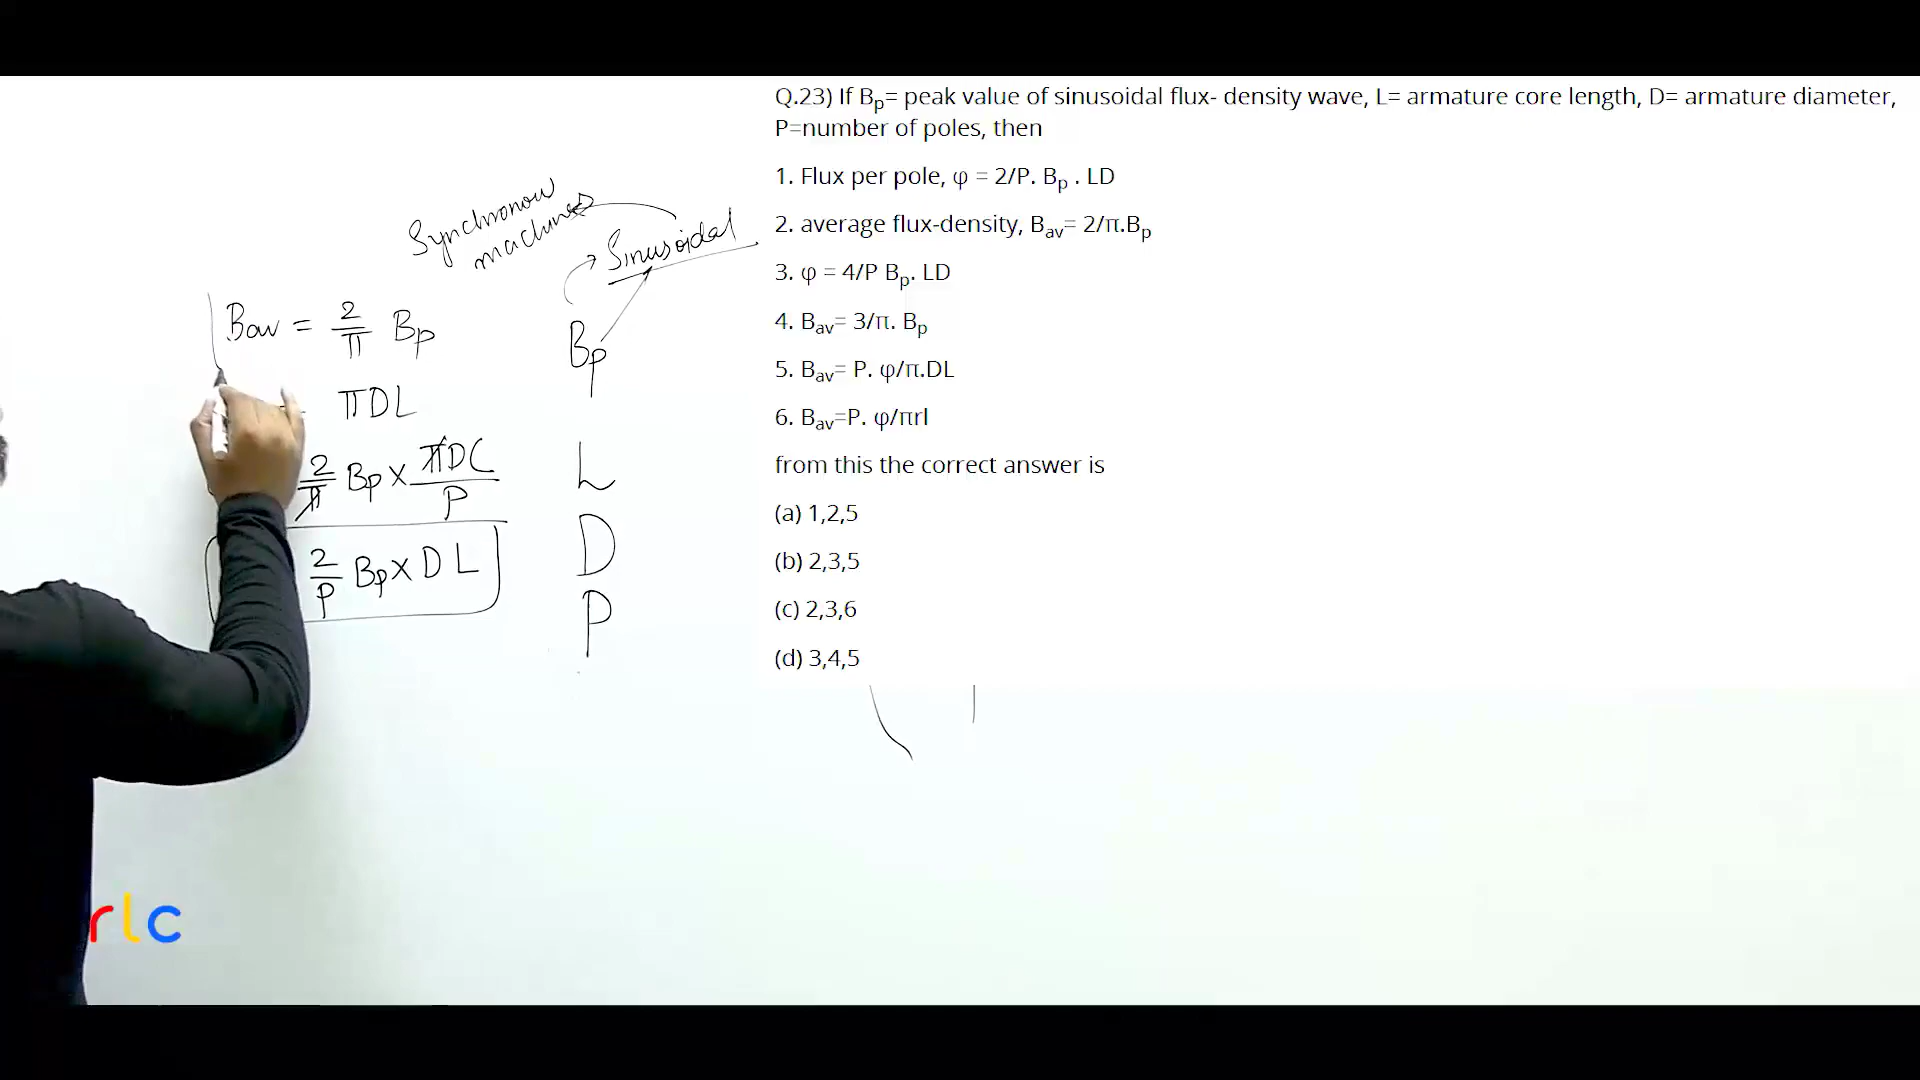 Q.23) If Bp= peak value of sinusoidal flux- density wave, L= armature core length, D= armature diameter,
P=number of poles, then
1. Flux per pole, φ = 2/P. Bp . LD
2. average flux-density, Bav= 2/π.Bp
3. φ = 4/P Bp. LD
4. Bav= 3/π. Bp
5. Bav= P. φ/π.DL
6. Bav=P. φ/πrl
from this the correct answer is
(a) 1,2,5
(b) 2,3,5
(c) 2,3,6
(d) 3,4,5
Synchronous
machines
Sinusoidal
Bav = 2/π Bp
πDL
2/π Bp × πDL/P
2/P Bp × D L
Bp
L
D
P
rlc